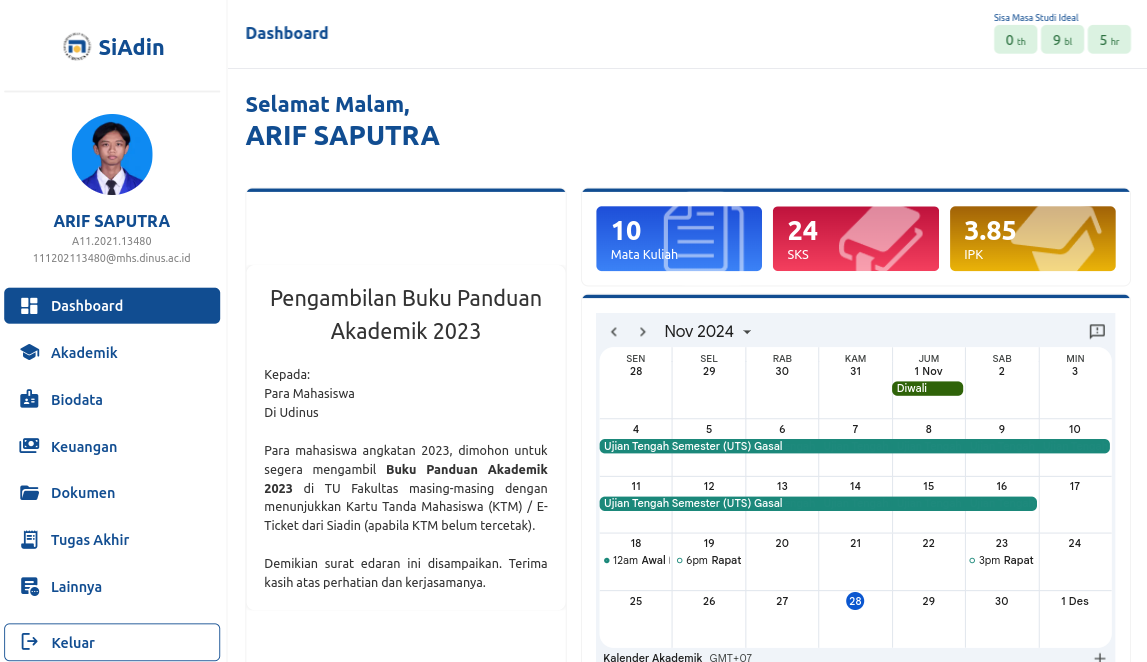 SiAdin
ARIF SAPUTRA
A11.2021.13480
111202113480@mhs.dinus.ac.id
Dashboard
Akademik
Biodata
Keuangan
Dokumen
Tugas Akhir
Lainnya
Keluar
Dashboard
Sisa Masa Studi Ideal
0 th 9 bl 5 hr
Selamat Malam,
ARIF SAPUTRA
Pengambilan Buku Panduan
Akademik 2023
Kepada:
Para Mahasiswa
Di Udinus
Para mahasiswa angkatan 2023, dimohon untuk
segera mengambil Buku Panduan Akademik
2023 di TU Fakultas masing-masing dengan
menunjukkan Kartu Tanda Mahasiswa (KTM) / E-
Ticket dari Siadin (apabila KTM belum tercetak).
Demikian surat edaran ini disampaikan. Terima
kasih atas perhatian dan kerjasamanya.
10
Mata Kuliah
24
SKS
3.85
IPK
Nov 2024
SEN SEL RAB KAM JUM SAB MIN
28 29 30 31 1 Nov 2 3
Diwali
4 5 6 7 8 9 10
Ujian Tengah Semester (UTS) Gasal
11 12 13 14 15 16 17
Ujian Tengah Semester (UTS) Gasal
18 19 20 21 22 23 24
12am Awal 6pm Rapat 3pm Rapat
25 26 27 28 29 30 1 Des
Kalender Akademik GMT+07